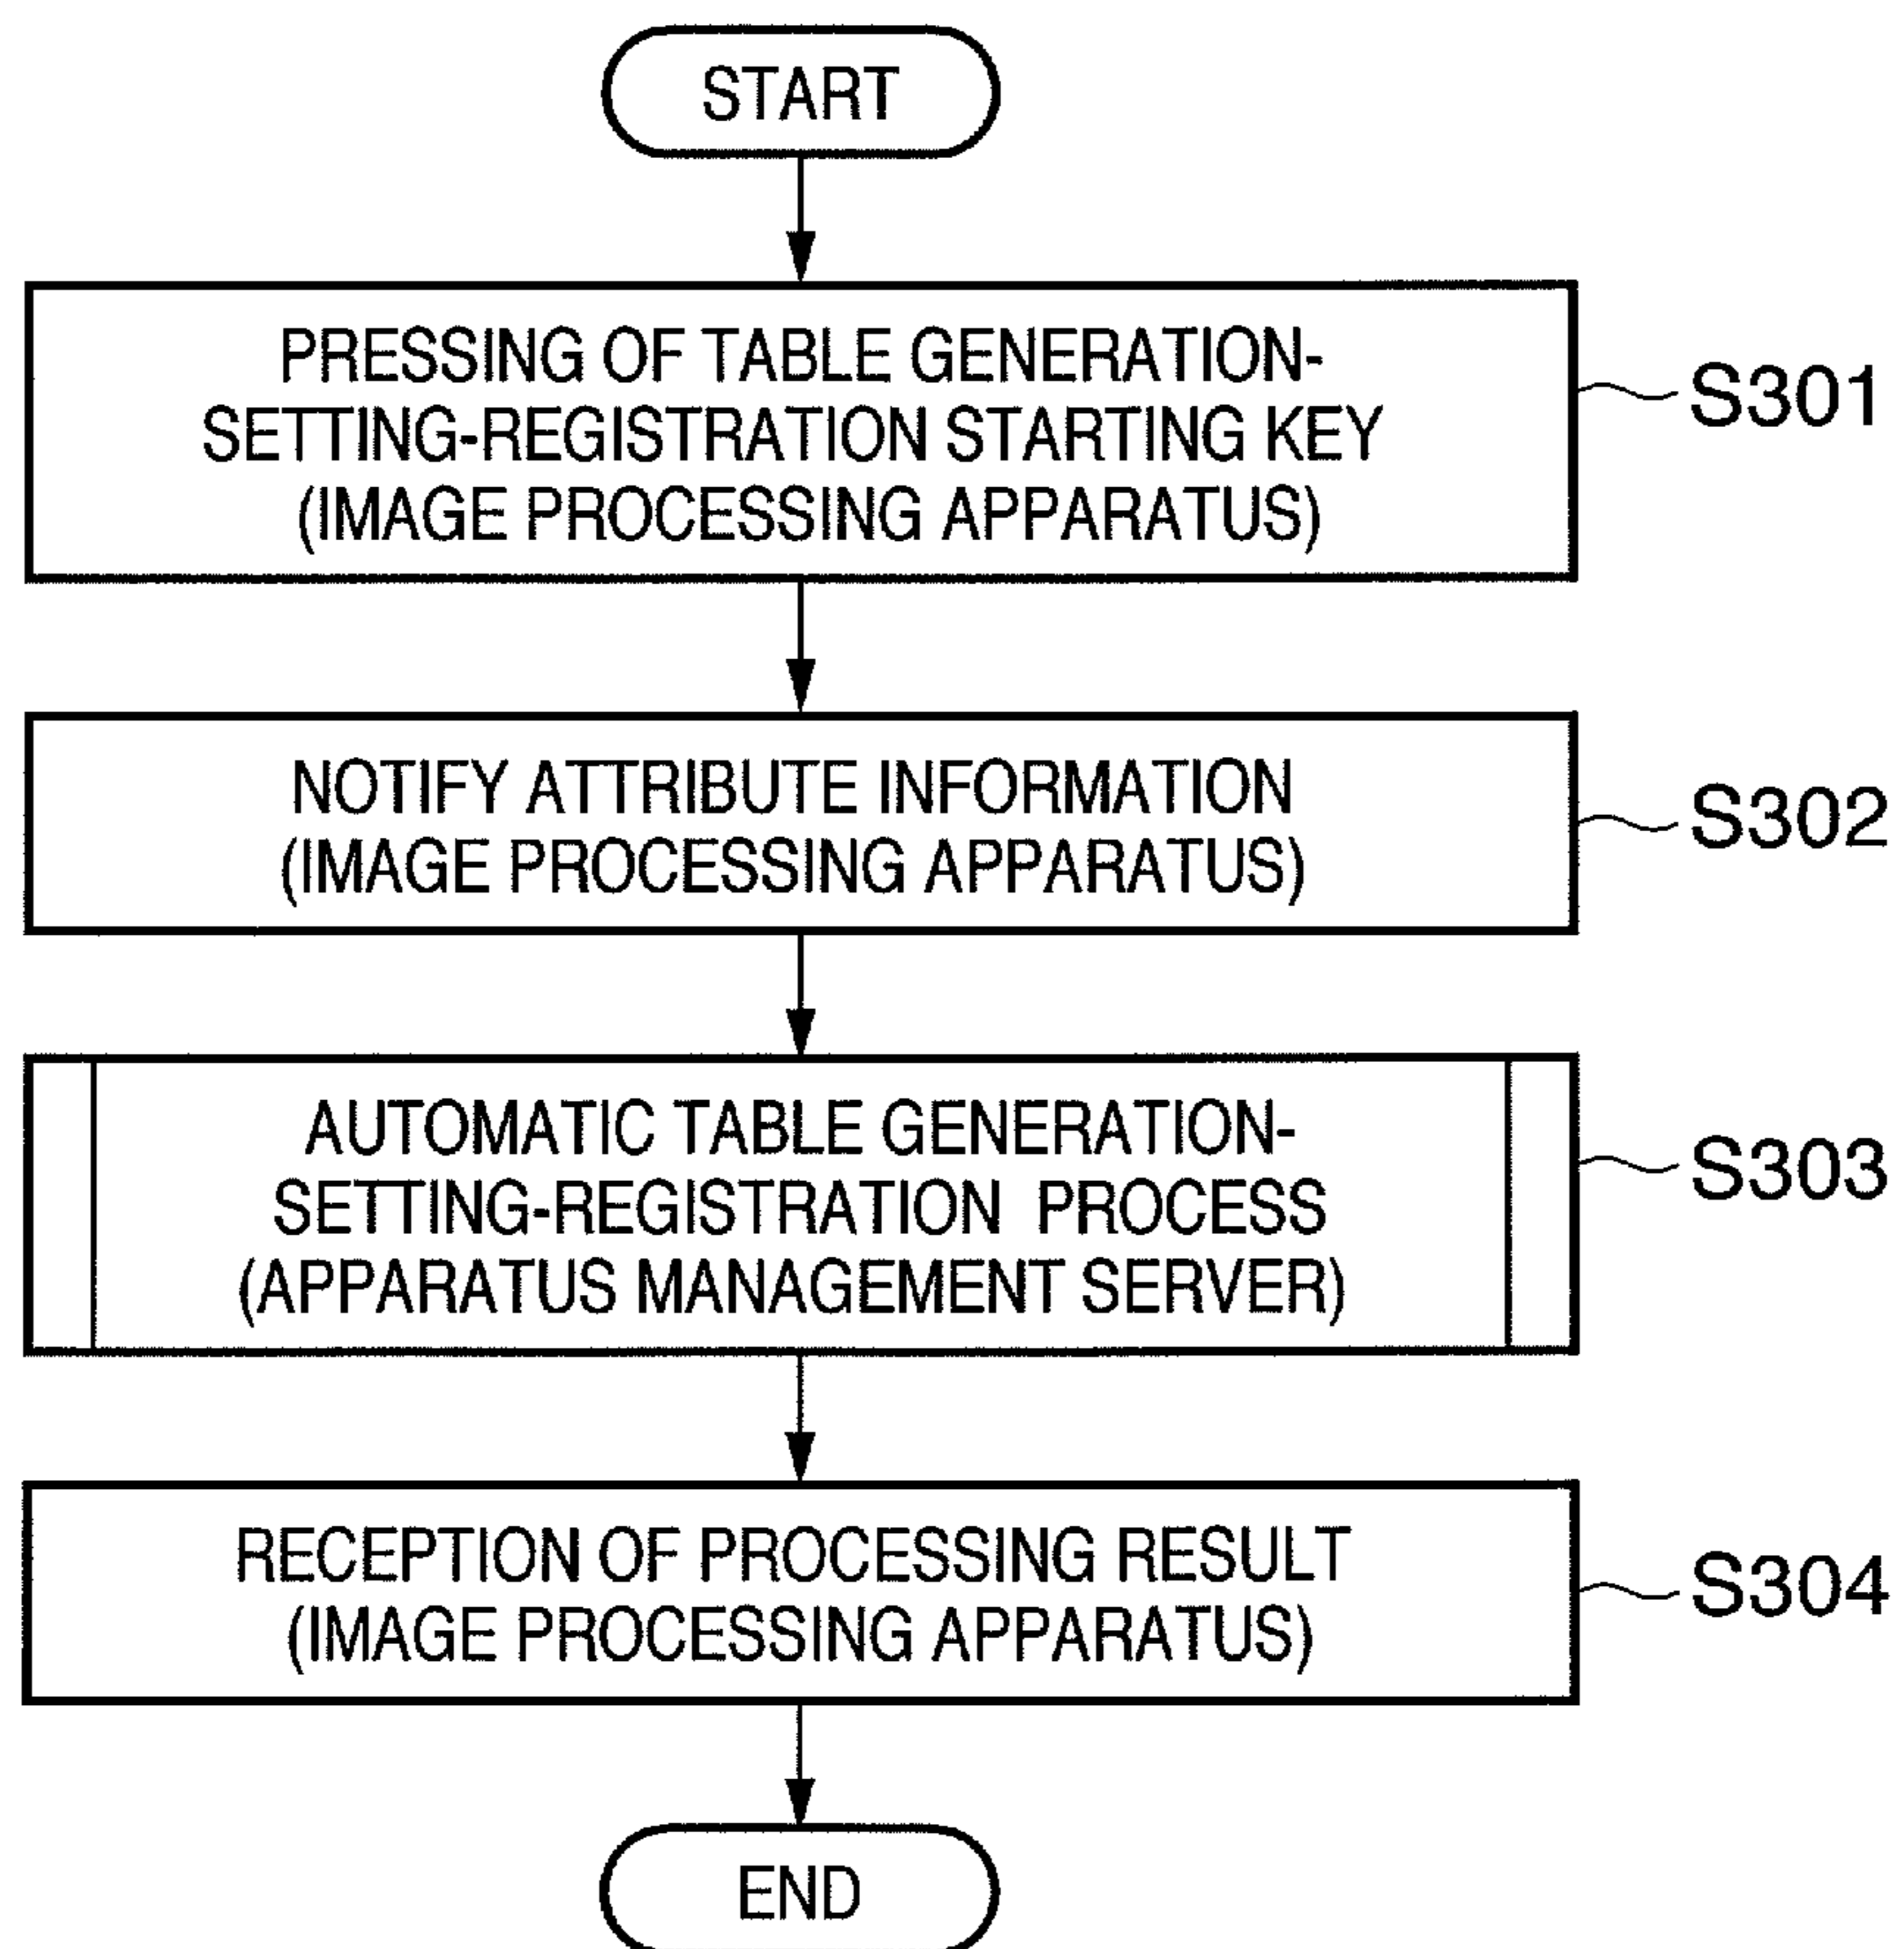 START
PRESSING OF TABLE GENERATION-
SETTING-REGISTRATION STARTING KEY
(IMAGE PROCESSING APPARATUS)
S301
NOTIFY ATTRIBUTE INFORMATION
(IMAGE PROCESSING APPARATUS)
S302
AUTOMATIC TABLE GENERATION-
SETTING-REGISTRATION PROCESS
(APPARATUS MANAGEMENT SERVER)
S303
RECEPTION OF PROCESSING RESULT
(IMAGE PROCESSING APPARATUS)
S304
END